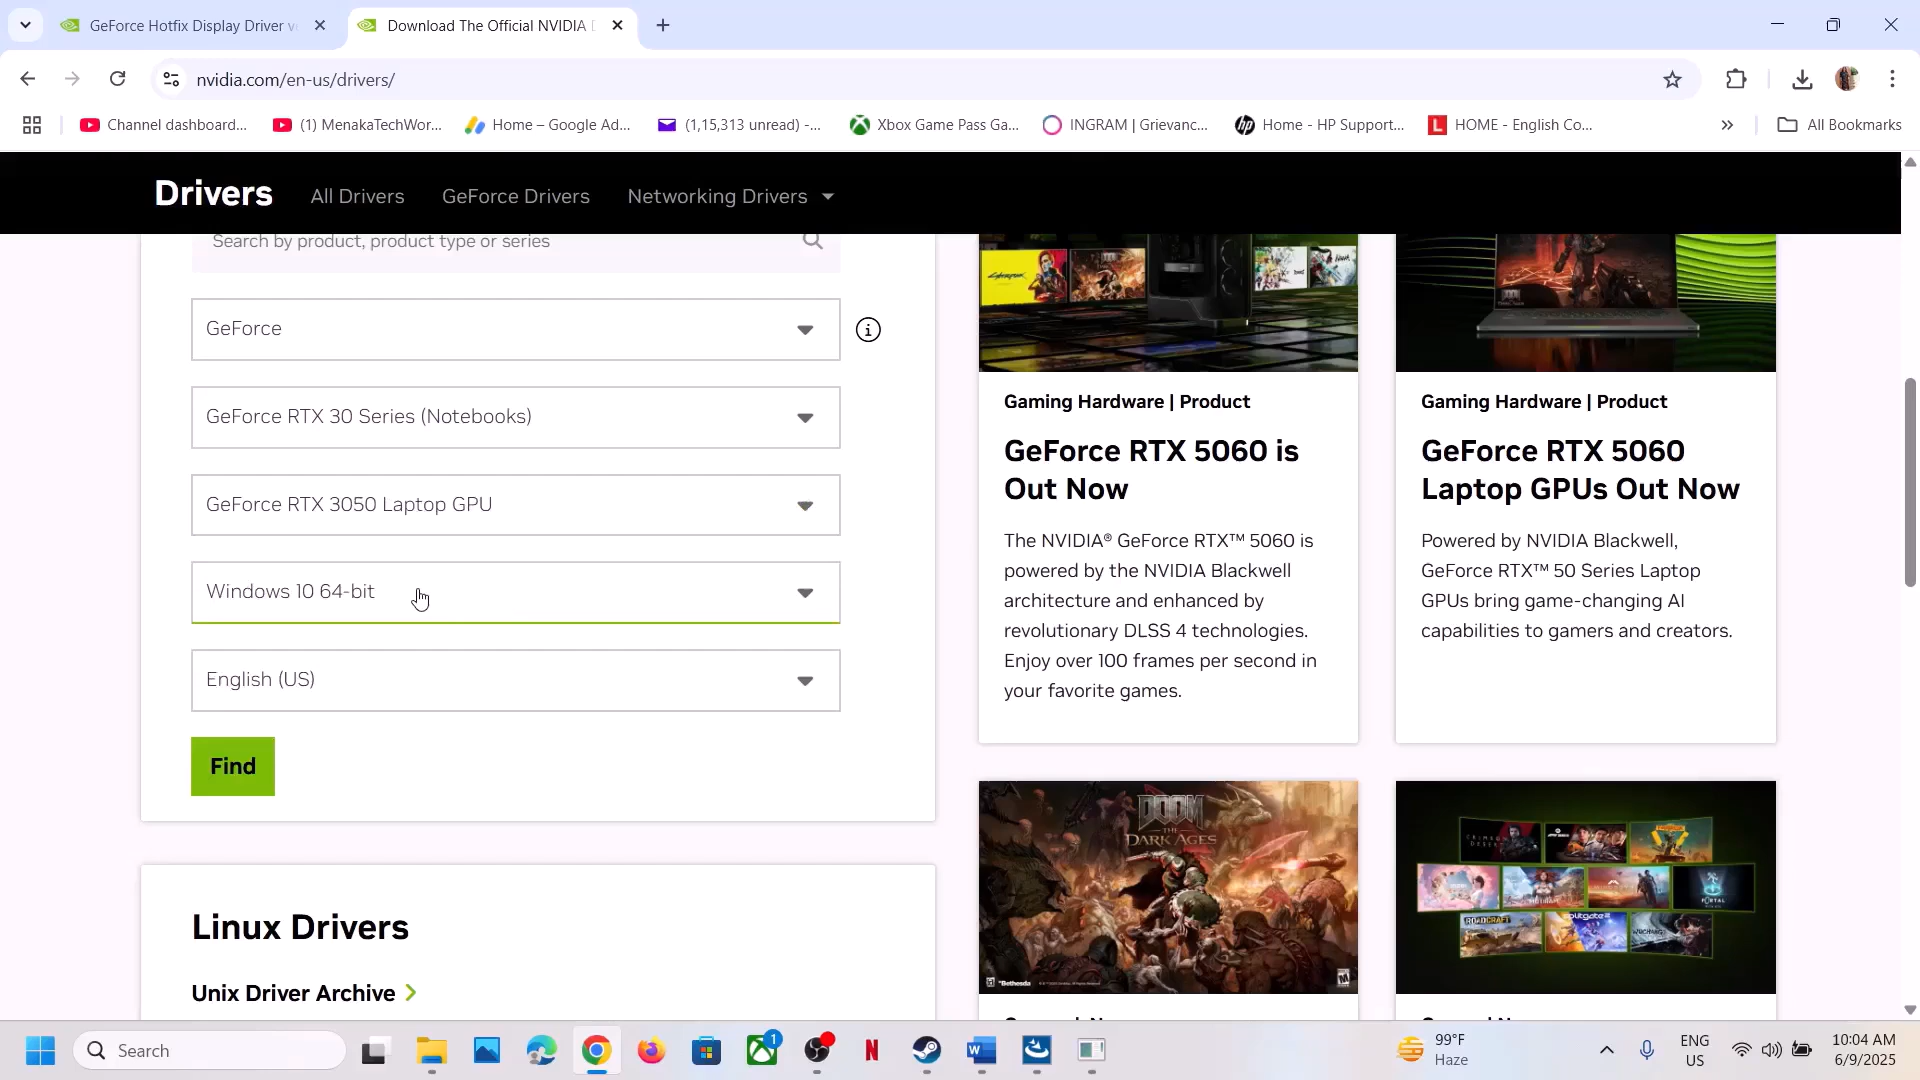 GeForce Hotfix Display Driver v
Download The Official NVIDIA D
nvidia.com/en-us/drivers/
Channel dashboard...
(1) MenakaTechWor...
Home – Google Ad...
(1,15,313 unread) -...
Xbox Game Pass Ga...
INGRAM | Grievanc...
Home - HP Support...
HOME - English Co...
All Bookmarks
Drivers
All Drivers
GeForce Drivers
Networking Drivers
Search by product, product type or series
GeForce
GeForce RTX 30 Series (Notebooks)
GeForce RTX 3050 Laptop GPU
Windows 10 64-bit
English (US)
Find
Linux Drivers
Unix Driver Archive
Gaming Hardware | Product
GeForce RTX 5060 is
Out Now
The NVIDIA® GeForce RTX™ 5060 is
powered by the NVIDIA Blackwell
architecture and enhanced by
revolutionary DLSS 4 technologies.
Enjoy over 100 frames per second in
your favorite games.
Gaming Hardware | Product
GeForce RTX 5060
Laptop GPUs Out Now
Powered by NVIDIA Blackwell,
GeForce RTX™ 50 Series Laptop
GPUs bring game-changing AI
capabilities to gamers and creators.
DOOM
THE
DARK AGES
Bethesda
ROADCRAFT
splitgate 2
PORTAL
Search
1
99°F
Haze
ENG
US
10:04 AM
6/9/2025